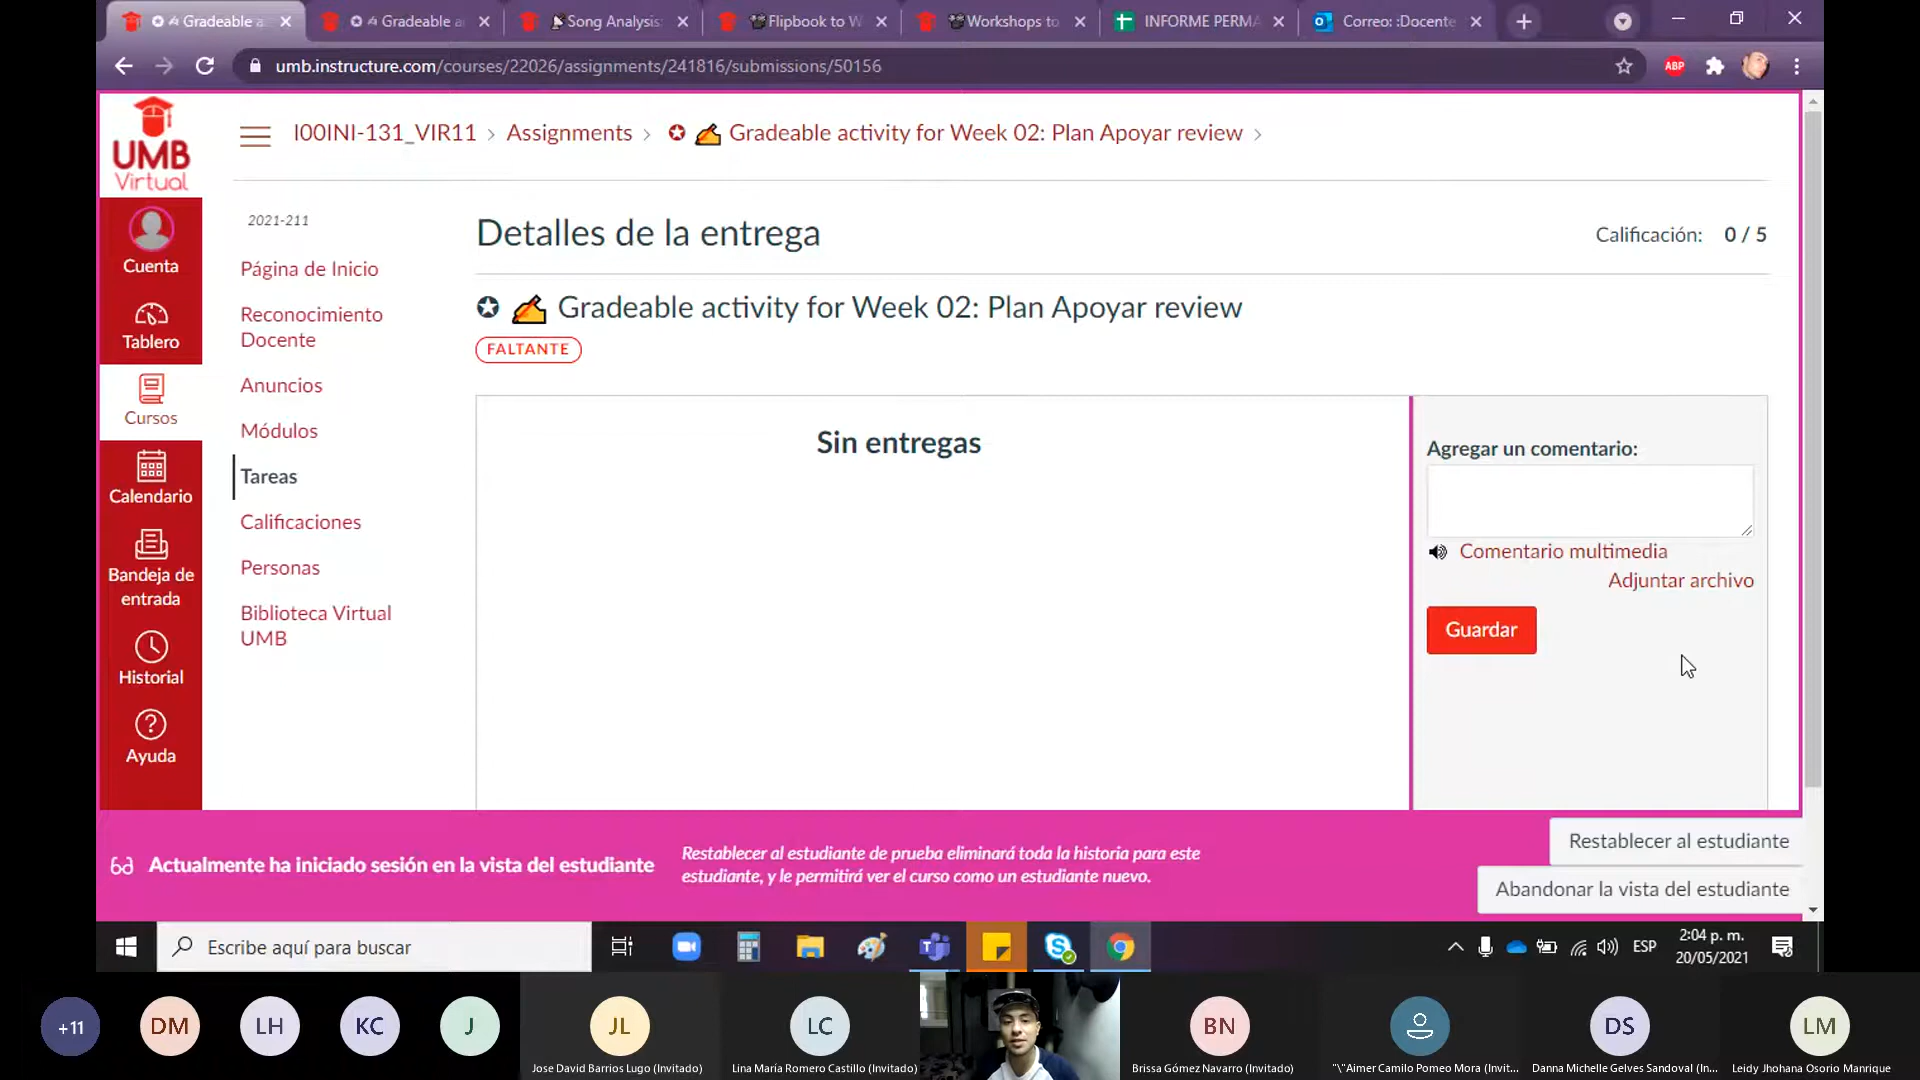 Gradeable a
Gradeable a
Song Analysis:
Flipbook to W
Workshops to
INFORME PERMA
Correo: :Docente
umb.instructure.com/courses/22026/assignments/241816/submissions/50156
ABP
UMB
Virtual
I00INI-131_VIR11 > Assignments > Gradeable activity for Week 02: Plan Apoyar review >
Cuenta
Tablero
Cursos
Calendario
Bandeja de
entrada
Historial
Ayuda
2021-211
Página de Inicio
Reconocimiento
Docente
Anuncios
Módulos
Tareas
Calificaciones
Personas
Biblioteca Virtual
UMB
Detalles de la entrega
Calificación: 0 / 5
Gradeable activity for Week 02: Plan Apoyar review
FALTANTE
Sin entregas
Agregar un comentario:
Comentario multimedia
Adjuntar archivo
Guardar
Actualmente ha iniciado sesión en la vista del estudiante
Restablecer al estudiante de prueba eliminará toda la historia para este
estudiante, y le permitirá ver el curso como un estudiante nuevo.
Restablecer al estudiante
Abandonar la vista del estudiante
Escribe aquí para buscar
ESP
2:04 p. m.
20/05/2021
+11
DM
LH
KC
J
JL
LC
BN
DS
LM
Jose David Barrios Lugo (Invitado)
Lina María Romero Castillo (Invitado)
Brissa Gómez Navarro (Invitado)
"\"Aimer Camilo Pomeo Mora (Invit...
Danna Michelle Gelves Sandoval (In...
Leidy Jhohana Osorio Manrique